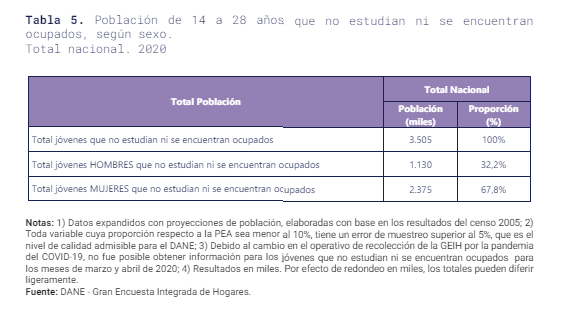 Tabla 5. Población de 14 a 28 años que no estudian ni se encuentran
ocupados, según sexo.
Total nacional. 2020
Total Población
Total Nacional
Población
(miles)
Proporción
(%)
Total jóvenes que no estudian ni se encuentran ocupados 3.505 100%
Total jóvenes HOMBRES que no estudian ni se encuentran ocupados 1.130 32,2%
Total jóvenes MUJERES que no estudian ni se encuentran ocupados 2.375 67,8%
Notas: 1) Datos expandidos con proyecciones de población, elaboradas con base en los resultados del censo 2005; 2)
Toda variable cuya proporción respecto a la PEA sea menor al 10%, tiene un error de muestreo superior al 5%, que es el
nivel de calidad admisible para el DANE; 3) Debido al cambio en el operativo de recolección de la GEIH por la pandemia
del COVID-19, no fue posible obtener información para los jóvenes que no estudian ni se encuentran ocupados para
los meses de marzo y abril de 2020; 4) Resultados en miles. Por efecto de redondeo en miles, los totales pueden diferir
ligeramente.
Fuente: DANE - Gran Encuesta Integrada de Hogares.